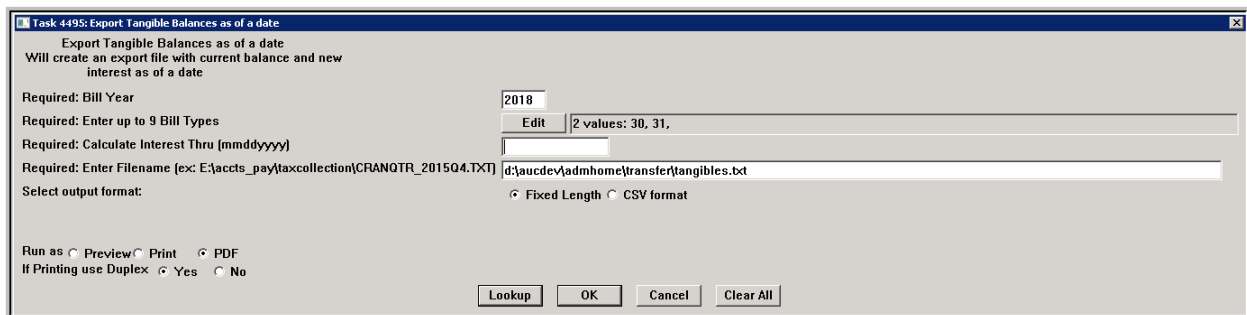 Task 4495: Export Tangible Balances as of a date
Export Tangible Balances as of a date
Will create an export file with current balance and new
interest as of a date
Required: Bill Year 2018
Required: Enter up to 9 Bill Types Edit 2 values: 30, 31,
Required: Calculate Interest Thru (mmddyyyy)
Required: Enter Filename (ex: E:\accts_pay\taxcollection\CRANQTR_2015Q4.TXT) d:\aucdev\admhome\transfer\tangibles.txt
Select output format: Fixed Length CSV format
Run as Preview Print PDF
If Printing use Duplex Yes No
Lookup OK Cancel Clear All